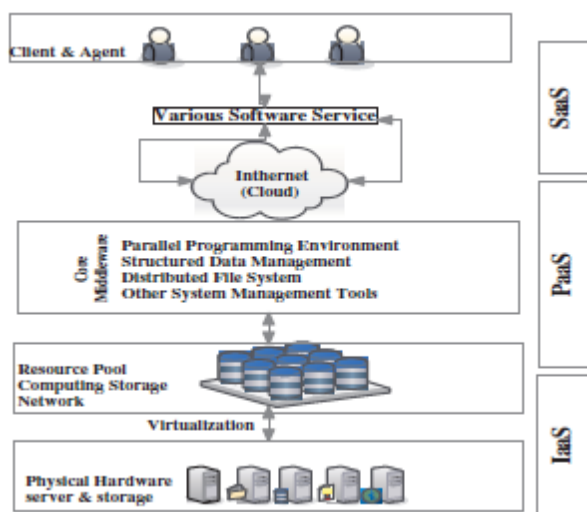 Client & Agent
Various Software Service
Inthernet
(Cloud)
SaaS
Core
Middleware
Parallel Programming Environment
Structured Data Management
Distributed File System
Other System Management Tools
PaaS
Resource Pool
Computing Storage
Network
Virtualization
Physical Hardware
server & storage
IaaS